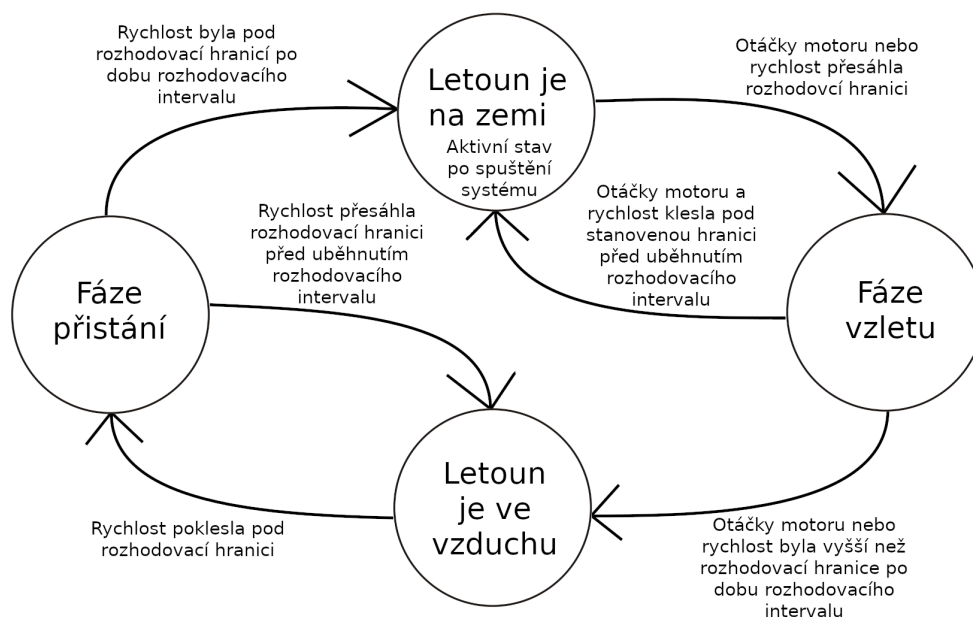 Rychlost byla pod
rozhodovací hranicí po
dobu rozhodovacího
intervalu
Letoun je
na zemi
Aktivní stav
po spuštění
systému
Otáčky motoru nebo
rychlost přesáhla
rozhodovcí hranici
Rychlost přesáhla
rozhodovací hranici
před uběhnutím
rozhodovacího
intervalu
Otáčky motoru a
rychlost klesla pod
stanovenou hranici
před uběhnutím
rozhodovacího
intervalu
Fáze
přistání
Fáze
vzletu
Letoun
je ve
vzduchu
Rychlost poklesla pod
rozhodovací hranici
Otáčky motoru nebo
rychlost byla vyšší než
rozhodovací hranice po
dobu rozhodovacího
intervalu